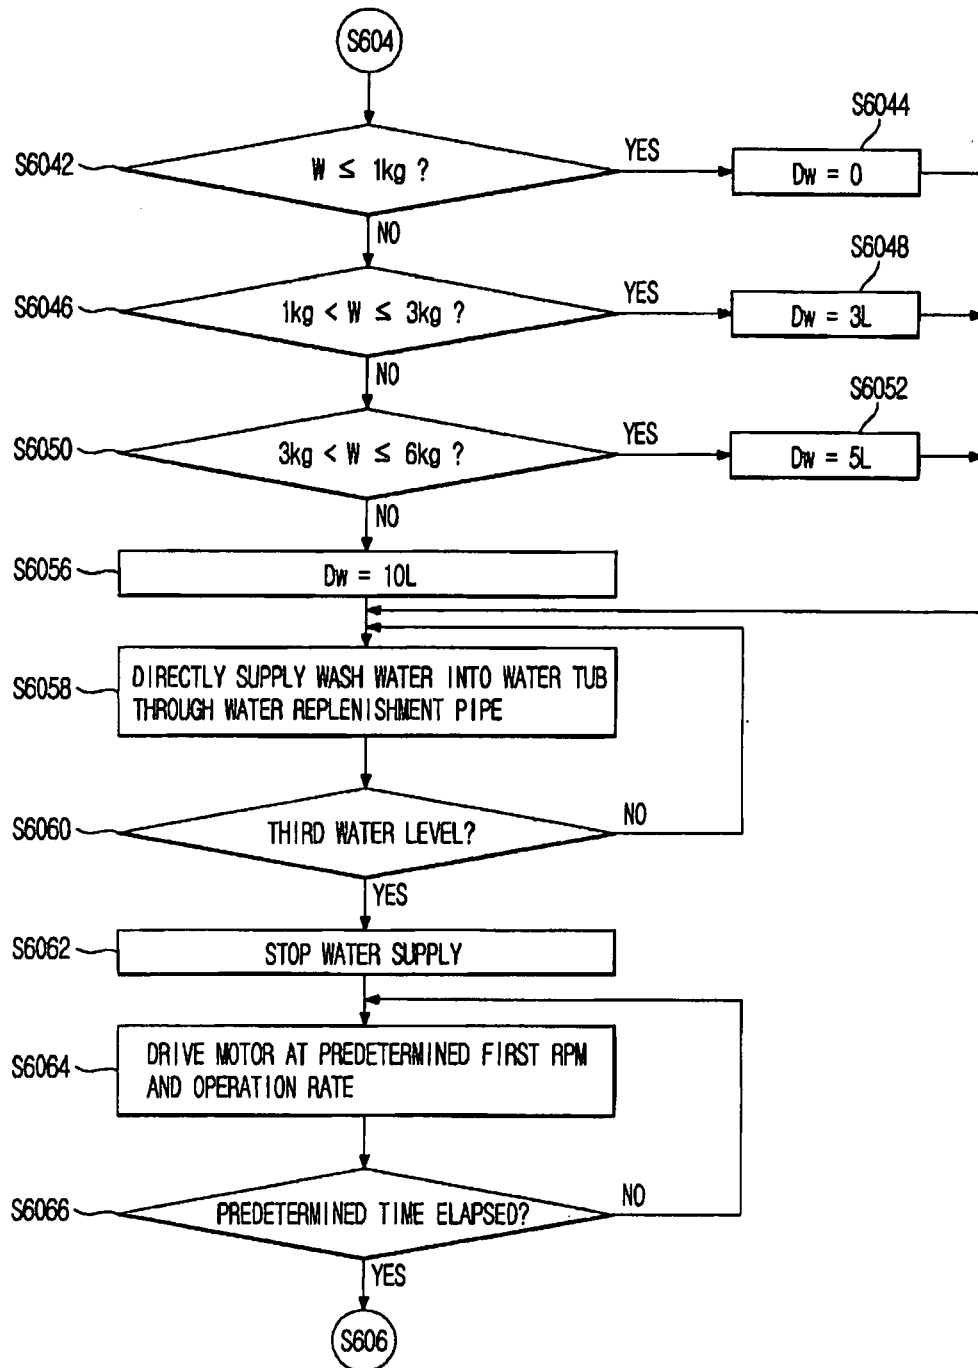 S604
S6042
W ≤ 1kg ?
YES
S6044
Dw = 0
NO
S6046
1kg < W ≤ 3kg ?
YES
S6048
Dw = 3L
NO
S6050
3kg < W ≤ 6kg ?
YES
S6052
Dw = 5L
NO
S6056
Dw = 10L
S6058
DIRECTLY SUPPLY WASH WATER INTO WATER TUB
THROUGH WATER REPLENISHMENT PIPE
S6060
THIRD WATER LEVEL?
NO
YES
S6062
STOP WATER SUPPLY
S6064
DRIVE MOTOR AT PREDETERMINED FIRST RPM
AND OPERATION RATE
S6066
PREDETERMINED TIME ELAPSED?
NO
YES
S606